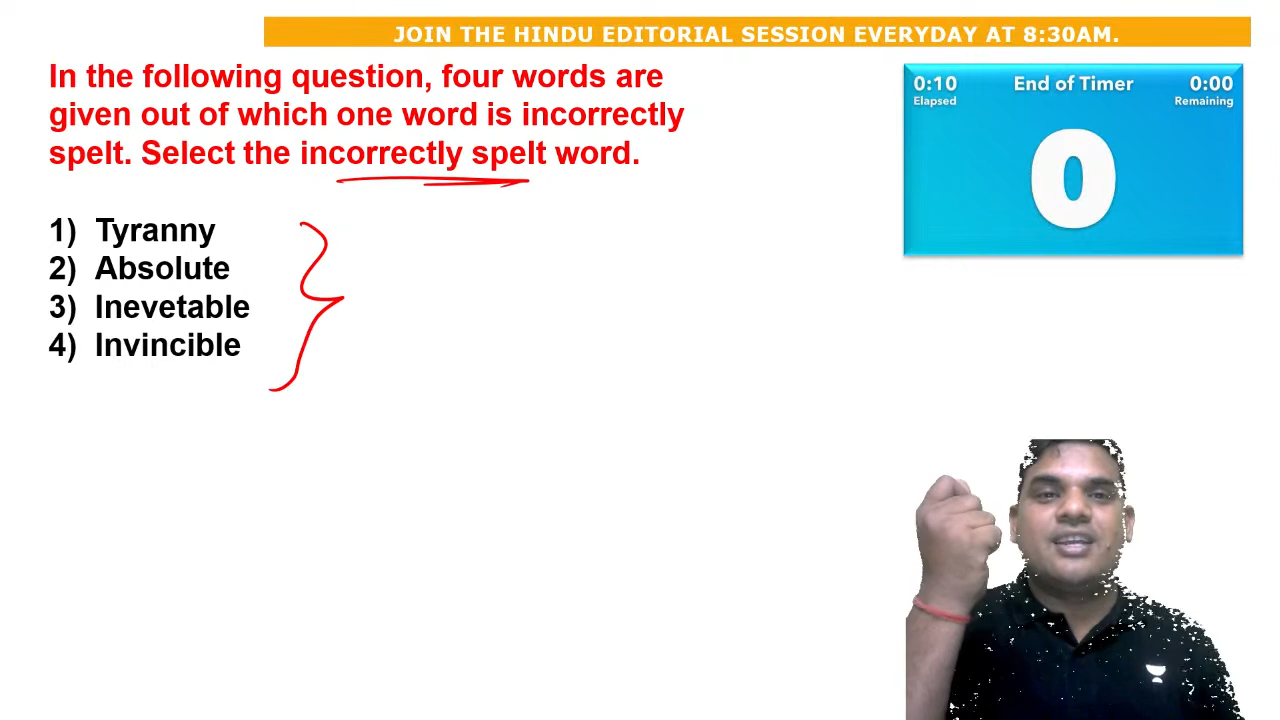 JOIN THE HINDU EDITORIAL SESSION EVERYDAY AT 8:30AM.
In the following question, four words are
given out of which one word is incorrectly
spelt. Select the incorrectly spelt word.
1) Tyranny
2) Absolute
3) Inevetable
4) Invincible
0:10 End of Timer 0:00
Elapsed Remaining
0